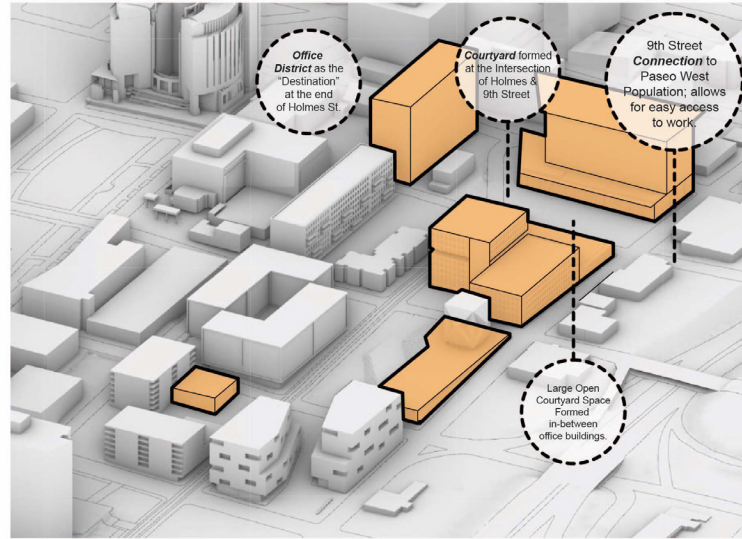 Office
District as the
"Destination"
at the end
of Holmes St.
Courtyard formed
at the Intersection
of Holmes &
9th Street
9th Street
Connection to
Paseo West
Population; allows
for easy access
to work.
Large Open
Courtyard Space
Formed
in-between
office buildings.